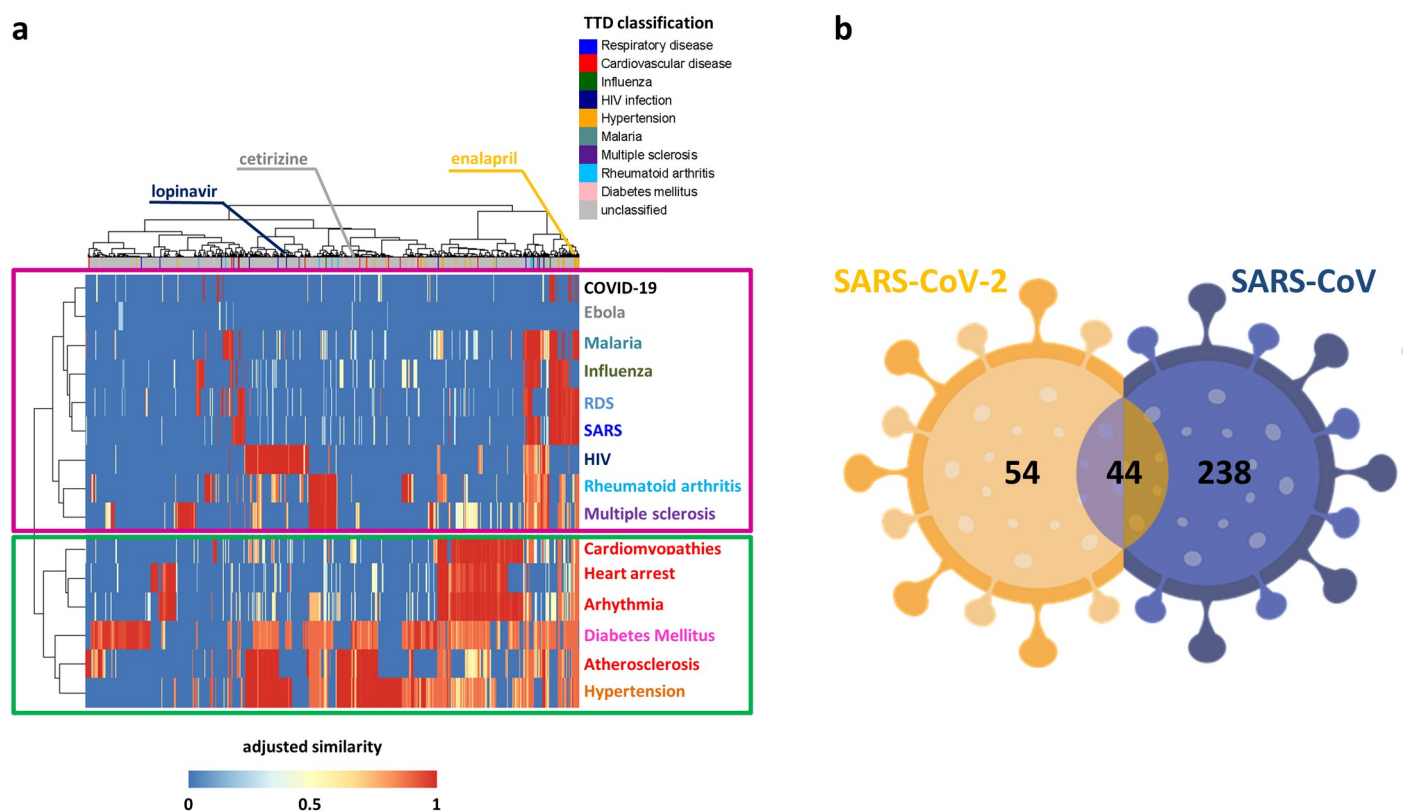 a
TTD classification
Respiratory disease
Cardiovascular disease
Influenza
HIV infection
Hypertension
Malaria
Multiple sclerosis
Rheumatoid arthritis
Diabetes mellitus
unclassified
cetirizine
enalapril
lopinavir
COVID-19
Ebola
Malaria
Influenza
RDS
SARS
HIV
Rheumatoid arthritis
Multiple sclerosis
Cardiomyopathies
Heart arrest
Arhythmia
Diabetes Mellitus
Atherosclerosis
Hypertension
adjusted similarity
0 0.5 1
b
SARS-CoV-2 SARS-CoV
54 44 238